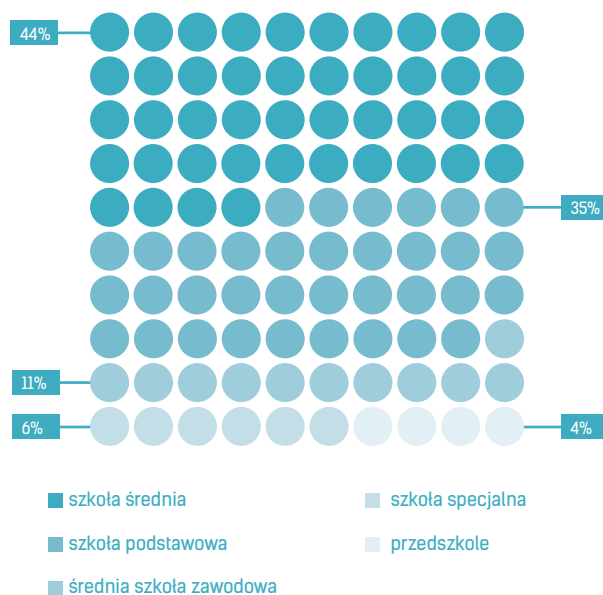 44%
35%
11%
6%
4%
szkoła średnia
szkoła specjalna
szkoła podstawowa
przedszkole
średnia szkoła zawodowa